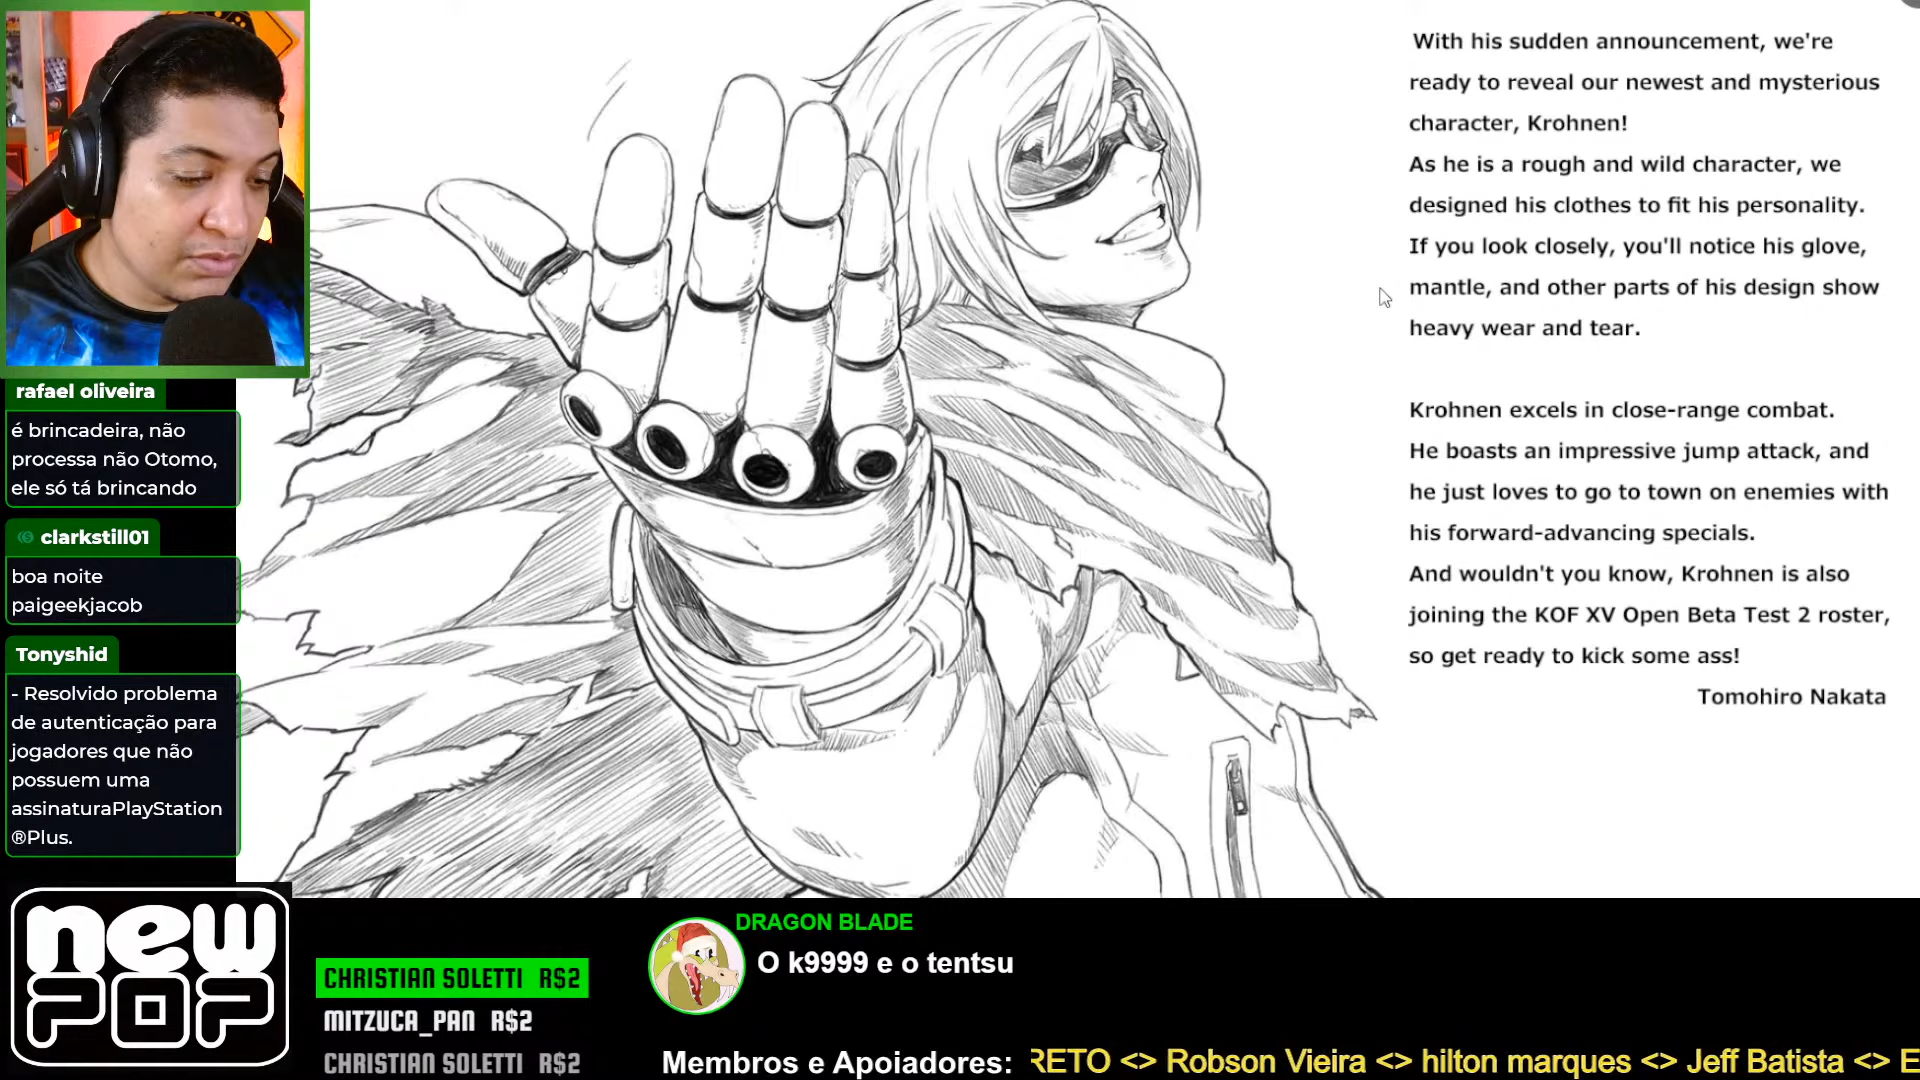 With his sudden announcement, we're
ready to reveal our newest and mysterious
character, Krohnen!
As he is a rough and wild character, we
designed his clothes to fit his personality.
If you look closely, you'll notice his glove,
mantle, and other parts of his design show
heavy wear and tear.
Krohnen excels in close-range combat.
He boasts an impressive jump attack, and
he just loves to go to town on enemies with
his forward-advancing specials.
And wouldn't you know, Krohnen is also
joining the KOF XV Open Beta Test 2 roster,
so get ready to kick some ass!
Tomohiro Nakata
rafael oliveira
é brincadeira, não
processa não Otomo,
ele só tá brincando
clarkstill01
boa noite
paigeekjacob
Tonyshid
- Resolvido problema
de autenticação para
jogadores que não
possuem uma
assinaturaPlayStation
®Plus.
new
POP
CHRISTIAN SOLETTI R$2
MITZUCA_PAN R$2
CHRISTIAN SOLETTI R$2
DRAGON BLADE
O k9999 e o tentsu
Membros e Apoiadores: RETO <> Robson Vieira <> hilton marques <> Jeff Batista <> E